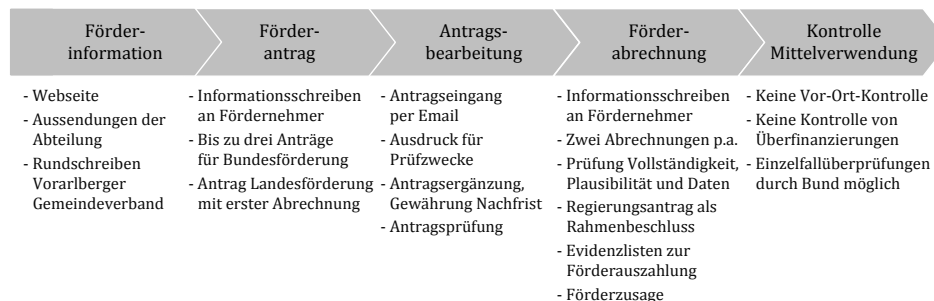 Förder-
information
Förder-
antrag
Antrags-
bearbeitung
Förder-
abrechnung
Kontrolle
Mittelverwendung
- Webseite
- Aussendungen der
Abteilung
- Rundschreiben
Vorarlberger
Gemeindeverband
- Informationsschreiben
an Fördernehmer
- Bis zu drei Anträge
für Bundesförderung
- Antrag Landesförderung
mit erster Abrechnung
- Antragseingang
per Email
- Ausdruck für
Prüfzwecke
- Antragsergänzung,
Gewährung Nachfrist
- Antragsprüfung
- Informationsschreiben
an Fördernehmer
- Zwei Abrechnungen p.a.
- Prüfung Vollständigkeit,
Plausibilität und Daten
- Regierungsantrag als
Rahmenbeschluss
- Evidenzlisten zur
Förderauszahlung
- Förderzusage
- Keine Vor-Ort-Kontrolle
- Keine Kontrolle von
Überfinanzierungen
- Einzelfallüberprüfungen
durch Bund möglich